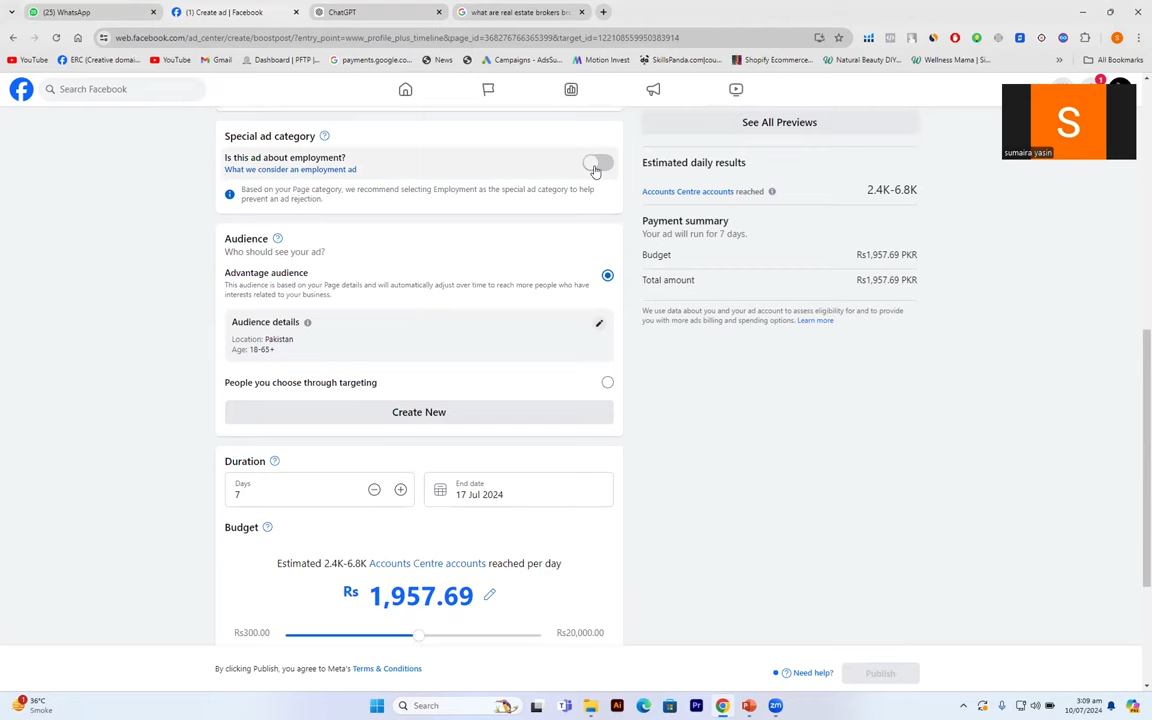 (25) WhatsApp
(1) Create ad | Facebook
ChatGPT
what are real estate brokers br
web.facebook.com/ad_center/create/boostpost/?entry_point=www_profile_plus_timeline&page_id=368276766365399&target_id=122108559950383914
YouTube
ERC (Creative domai...
YouTube
Gmail
Dashboard | PFTP |...
payments.google.co...
News
Campaigns - AdsSu...
Motion Invest
SkillsPanda.com|cou...
Shopify Ecommerce...
Natural Beauty DIY...
Wellness Mama | Si...
All Bookmarks
Search Facebook
1
S
sumaira yasin
Special ad category
Is this ad about employment?
What we consider an employment ad
Based on your Page category, we recommend selecting Employment as the special ad category to help
prevent an ad rejection.
Audience
Who should see your ad?
Advantage audience
This audience is based on your Page details and will automatically adjust over time to reach more people who have
interests related to your business.
Audience details
Location: Pakistan
Age: 18-65+
People you choose through targeting
Create New
Duration
Days
7
End date
17 Jul 2024
Budget
Estimated 2.4K-6.8K Accounts Centre accounts reached per day
Rs 1,957.69
Rs300.00
Rs20,000.00
See All Previews
Estimated daily results
Accounts Centre accounts reached
2.4K-6.8K
Payment summary
Your ad will run for 7 days.
Budget
Rs1,957.69 PKR
Total amount
Rs1,957.69 PKR
We use data about you and your ad account to assess eligibility for and to provide
you with more ads billing and spending options. Learn more
By clicking Publish, you agree to Meta's Terms & Conditions
Need help?
Publish
36°C
Smoke
Search
3:09 am
10/07/2024